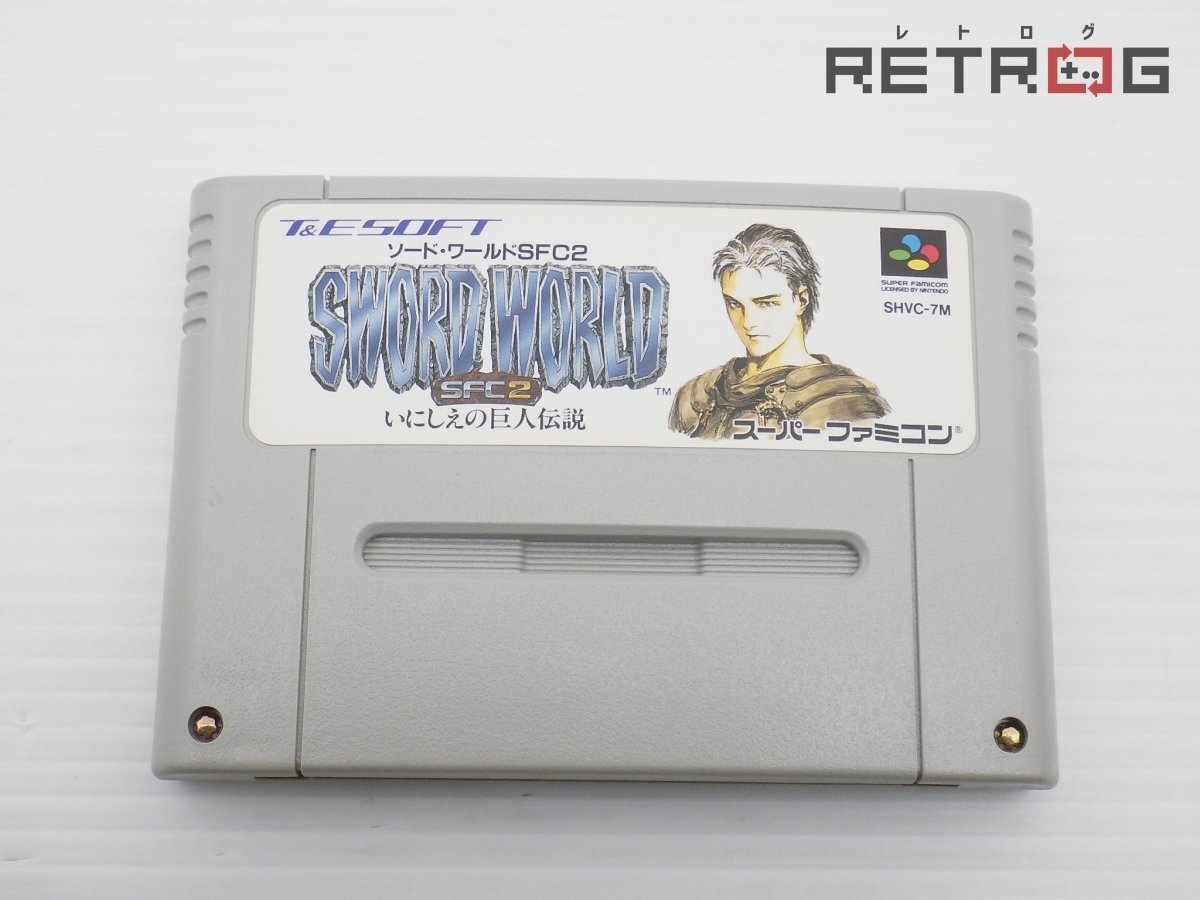 レトログ
RETROG
T&E SOFT
ソード・ワールドSFC2
SWORD WORLD
SFC2
TM
いにしえの巨人伝説
SUPER FAMICOM
LICENSED BY NINTENDO
SHVC-7M
スーパーファミコン®